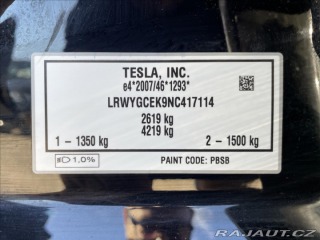 TESLA, INC.
e4*2007/46*1293*
LRWYGCEK9NC417114
2619 kg
4219 kg
1 - 1350 kg 2 - 1500 kg
1,0% PAINT CODE: PBSB
RAJAUT.CZ